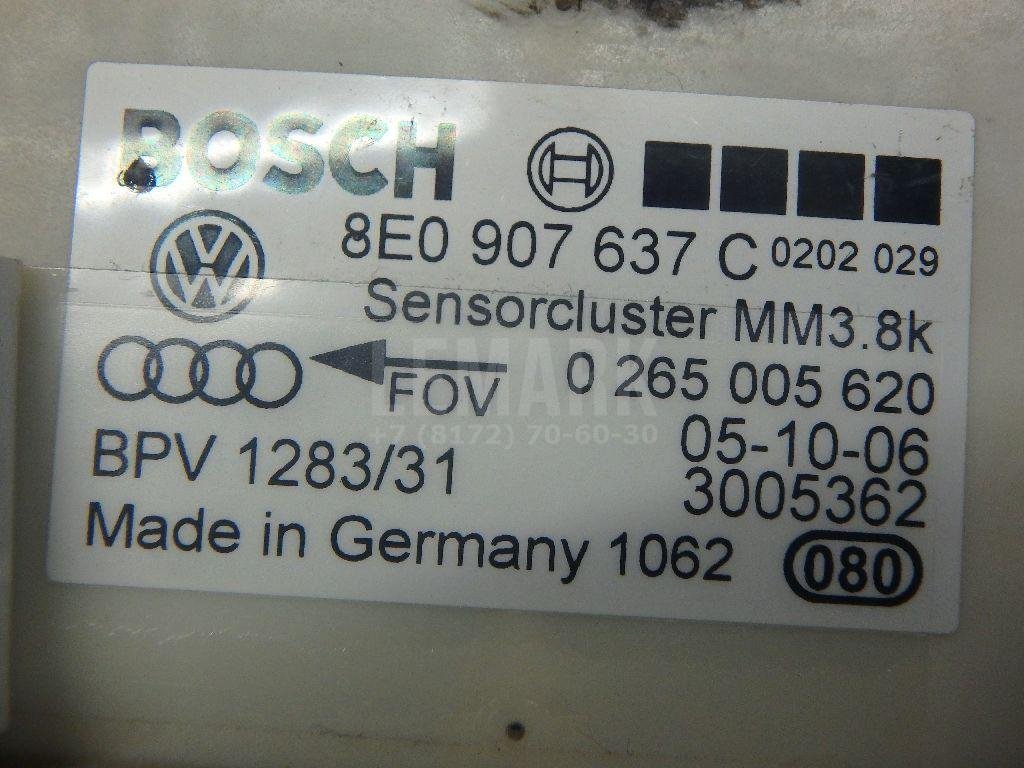 BOSCH
8E0 907 637 C 0202 029
Sensorcluster MM3.8k
FOV 0 265 005 620
LEMARK
+7 (8172) 70-60-30
BPV 1283/31 05-10-06
3005362
Made in Germany 1062 080